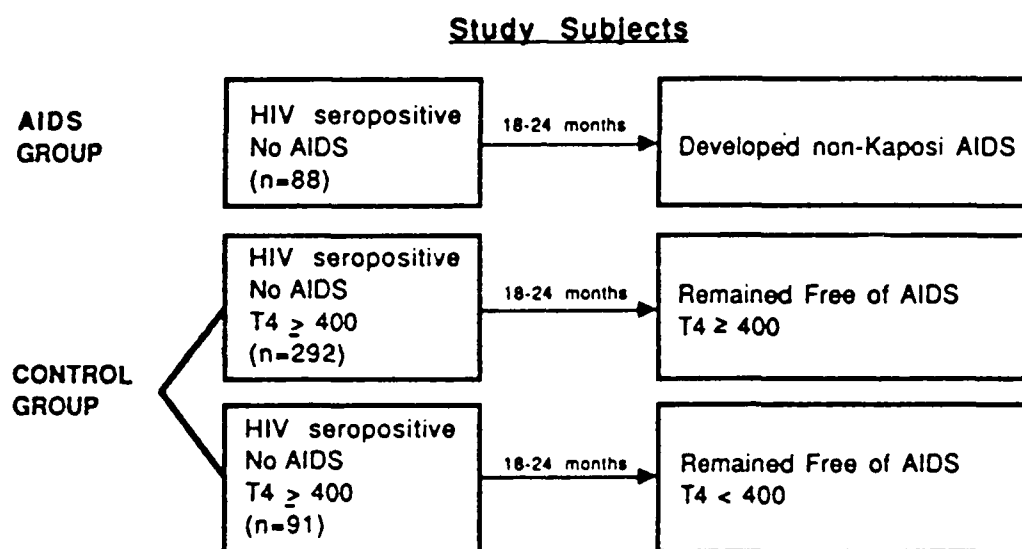 Study Subjects
AIDS
GROUP
HIV seropositive
No AIDS
(n=88)
18-24 months
Developed non-Kaposi AIDS
CONTROL
GROUP
HIV seropositive
No AIDS
T4 ≥ 400
(n=292)
18-24 months
Remained Free of AIDS
T4 ≥ 400
HIV seropositive
No AIDS
T4 ≥ 400
(n=91)
18-24 months
Remained Free of AIDS
T4 < 400